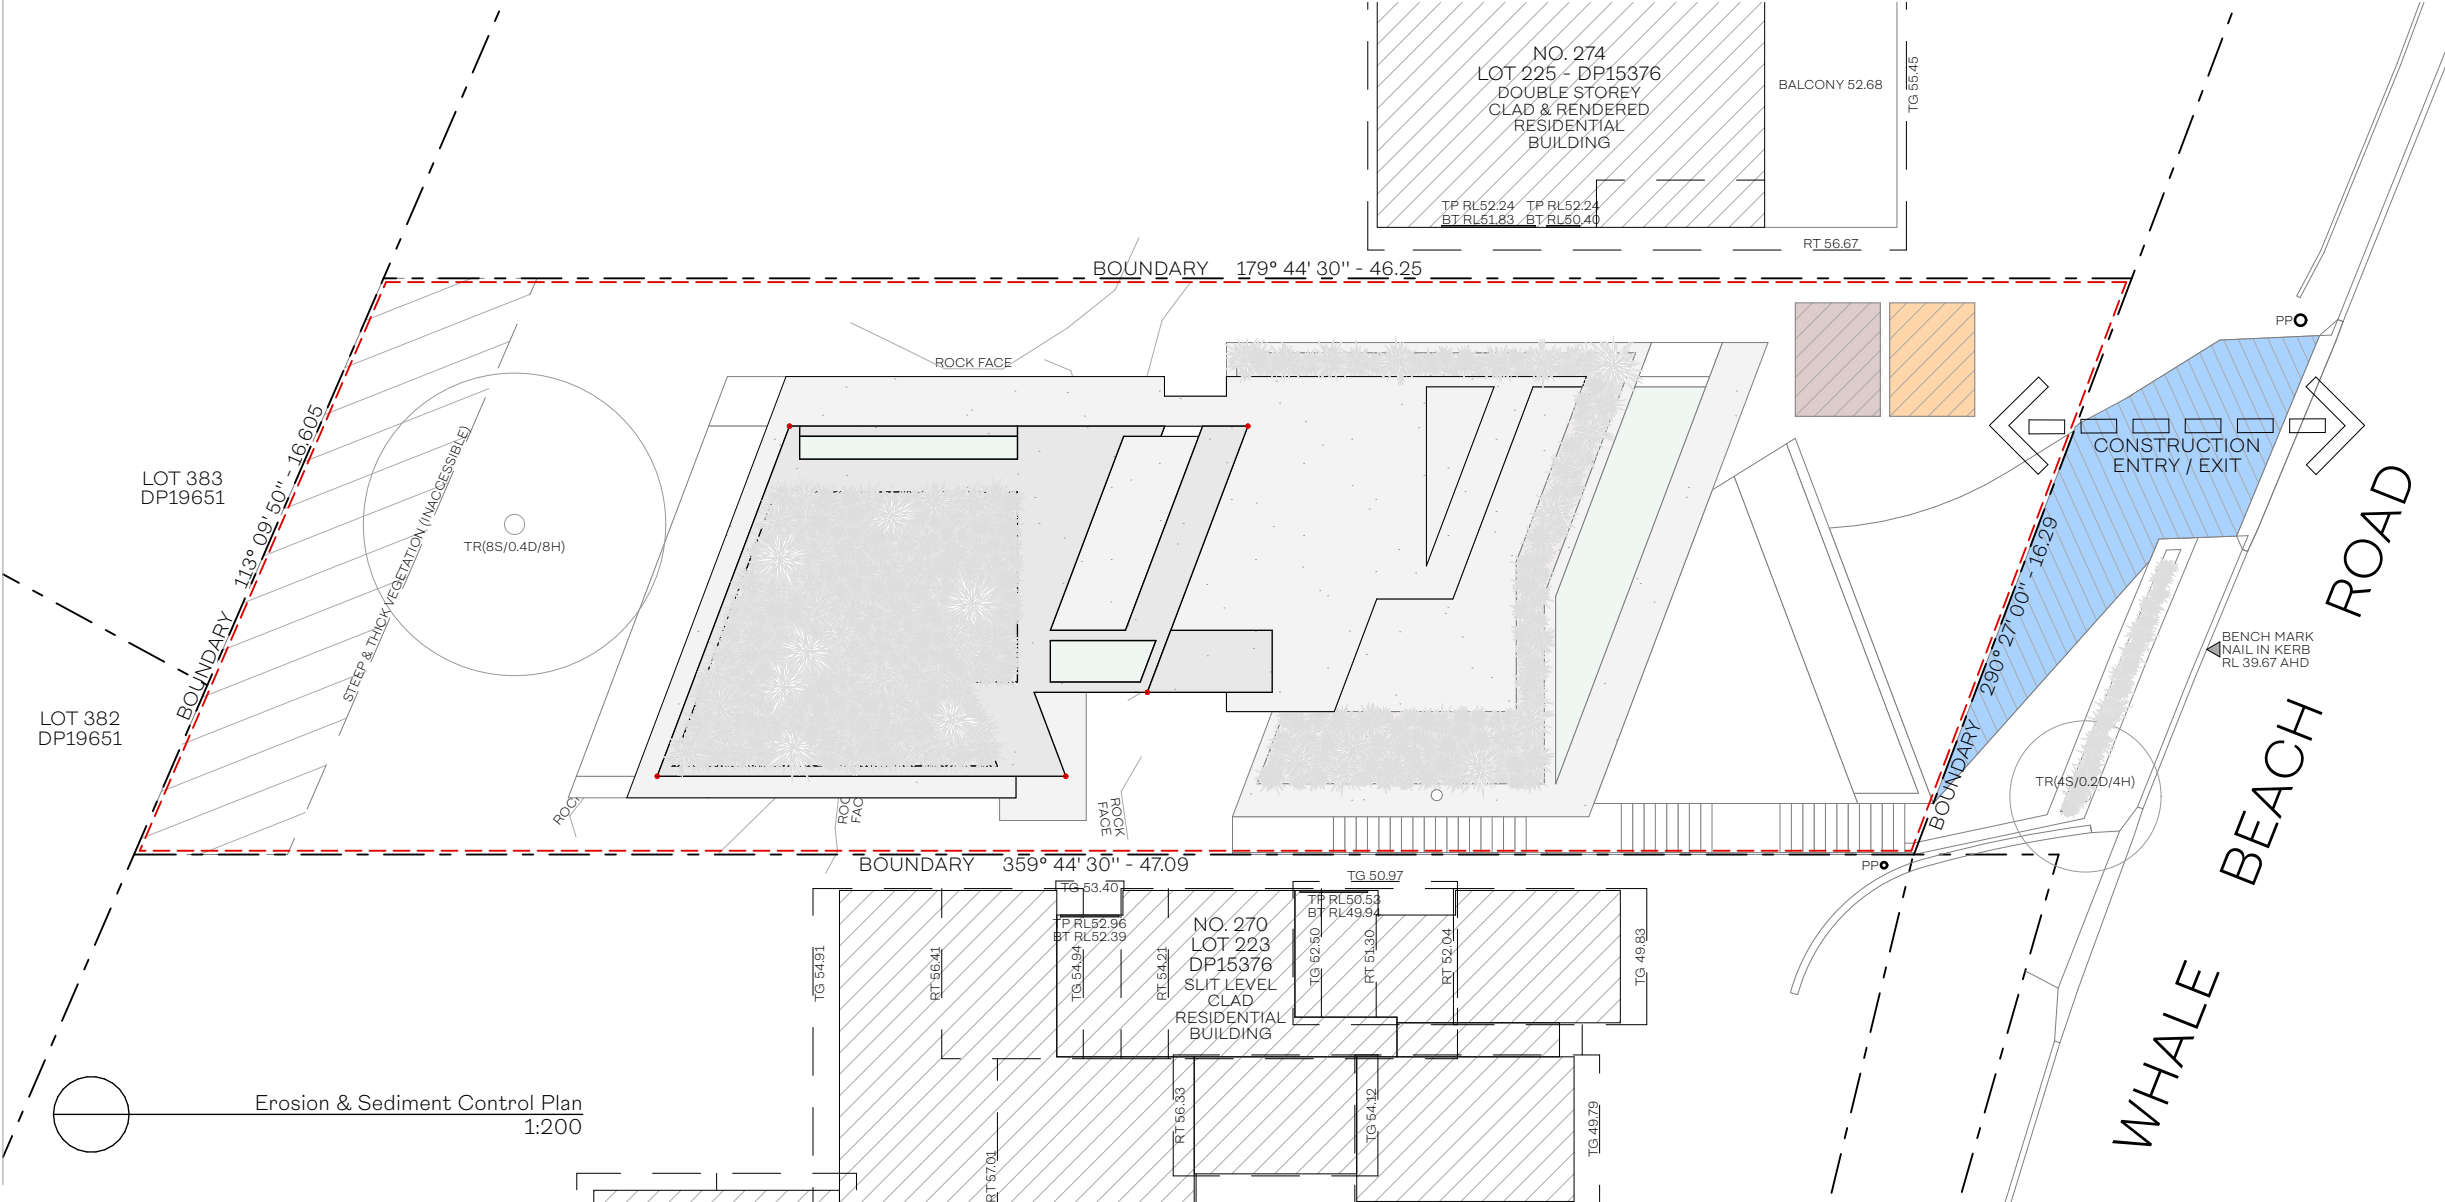 NO. 274
LOT 225 - DP15376
DOUBLE STOREY
CLAD & RENDERED
RESIDENTIAL
BUILDING
BALCONY 52.68
TG 55.45
TP RL52.24
BT RL51.83
TP RL52.24
BT RL50.40
RT 56.67
BOUNDARY 179° 44' 30'' - 46.25
PP
ROCK FACE
CONSTRUCTION
ENTRY / EXIT
LOT 383
DP19651
BOUNDARY 113° 09' 50'' - 16.605
STEEP & THICK VEGETATION (INACCESSIBLE)
TR(8S/0.4D/8H)
LOT 382
DP19651
BOUNDARY 290° 27' 00'' - 16.29
BENCH MARK
NAIL IN KERB
RL 39.67 AHD
TR(4S/0.2D/4H)
WHALE BEACH ROAD
ROCK
FACE
BOUNDARY 359° 44' 30'' - 47.09
PP
TG 53.40
TG 50.97
TP RL52.96
BT RL52.39
TP RL50.53
BT RL49.94
NO. 270
LOT 223
DP15376
SLIT LEVEL
CLAD
RESIDENTIAL
BUILDING
TG 54.91
RT 56.41
TG 54.94
RT 54.21
TG 52.50
RT 51.30
RT 52.04
TG 49.83
RT 56.33
TG 54.12
TG 49.79
RT 57.01
Erosion & Sediment Control Plan
1:200